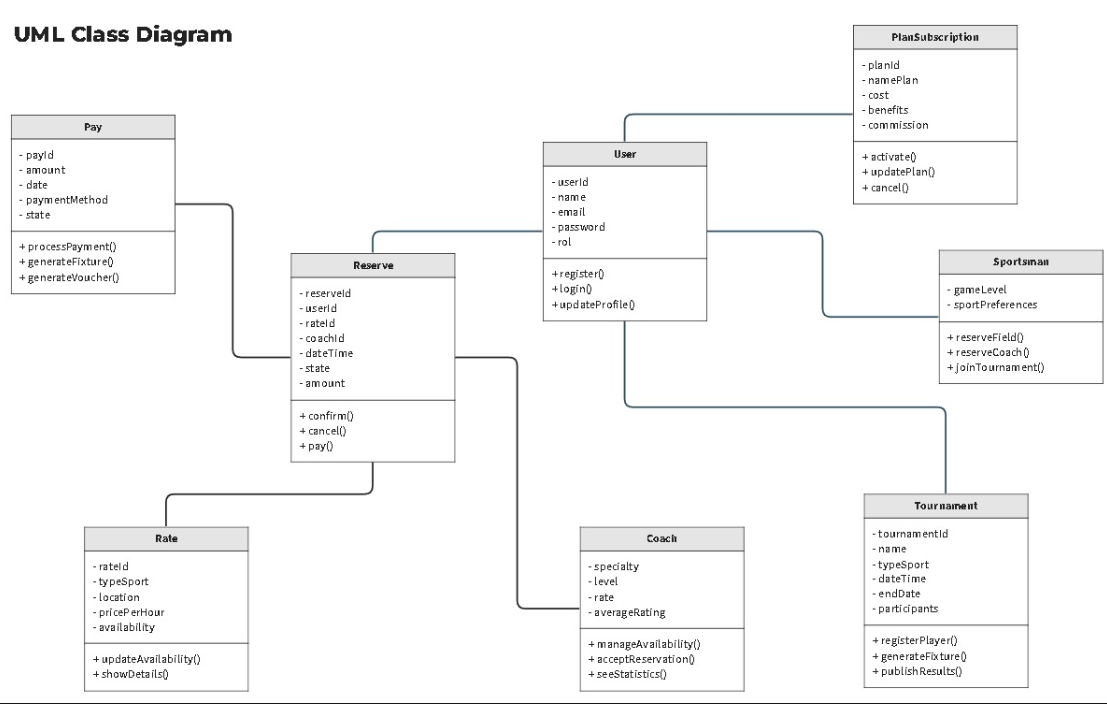 UML Class Diagram
PlanSubscription
- planId
- namePlan
- cost
- benefits
- commission
+ activate()
+ updatePlan()
+ cancel()
Pay
- payId
- amount
- date
- paymentMethod
- state
+ processPayment()
+ generateFixture()
+ generateVoucher()
User
- userId
- name
- email
- password
- rol
+ register()
+ login()
+ updateProfile()
Reserve
- reserveId
- userId
- rateId
- coachId
- dateTime
- state
- amount
+ confirm()
+ cancel()
+ pay()
Sportsman
- gameLevel
- sportPreferences
+ reserveField()
+ reserveCoach()
+ joinTournament()
Rate
- rateId
- typeSport
- location
- pricePerHour
- availability
+ updateAvailability()
+ showDetails()
Coach
- specialty
- level
- rate
- averageRating
+ manageAvailability()
+ acceptReservation()
+ seeStatistics()
Tournament
- tournamentId
- name
- typeSport
- dateTime
- endDate
- participants
+ registerPlayer()
+ generateFixture()
+ publishResults()